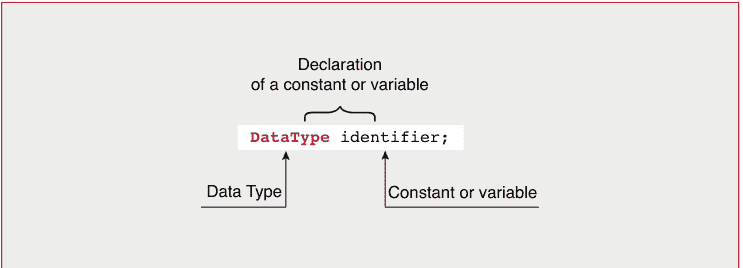 Declaration
of a constant or variable
DataType identifier;
Data Type
Constant or variable